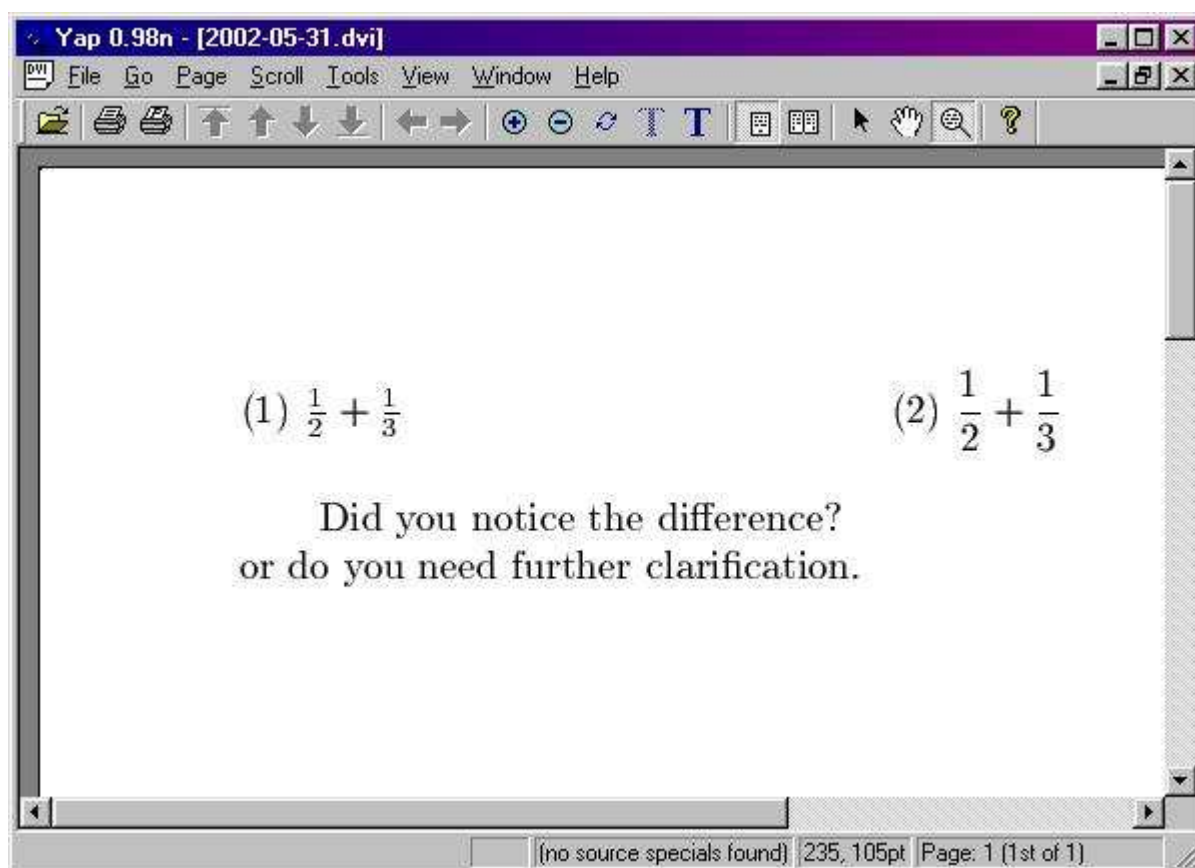 Yap 0.98n - [2002-05-31.dvi]
File Go Page Scroll Tools View Window Help
(1) 1/2 + 1/3 (2) 1/2 + 1/3
Did you notice the difference?
or do you need further clarification.
(no source specials found) 235, 105pt Page: 1 (1st of 1)